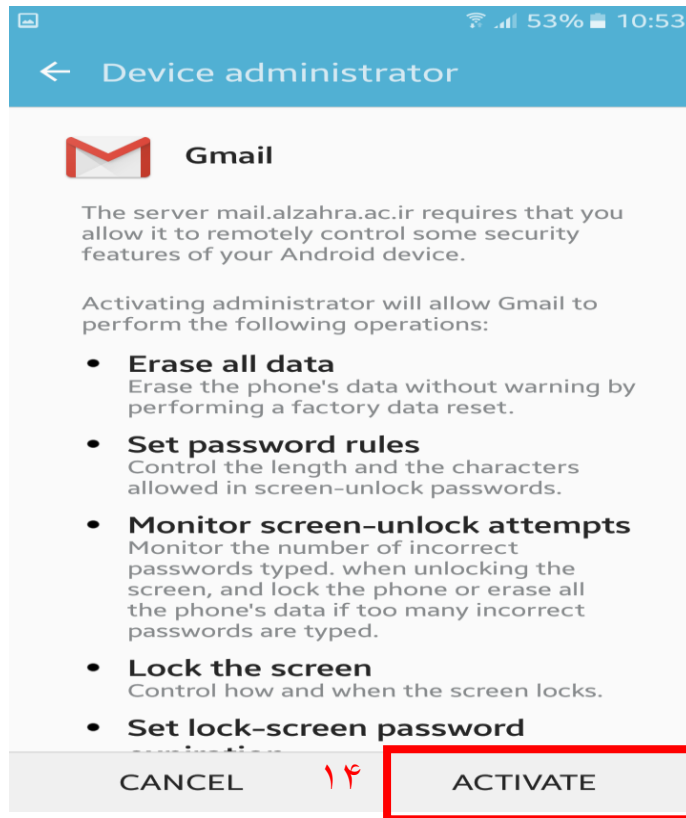 53% 10:53
Device administrator
Gmail
The server mail.alzahra.ac.ir requires that you
allow it to remotely control some security
features of your Android device.
Activating administrator will allow Gmail to
perform the following operations:
• Erase all data
Erase the phone's data without warning by
performing a factory data reset.
• Set password rules
Control the length and the characters
allowed in screen-unlock passwords.
• Monitor screen-unlock attempts
Monitor the number of incorrect
passwords typed. when unlocking the
screen, and lock the phone or erase all
the phone's data if too many incorrect
passwords are typed.
• Lock the screen
Control how and when the screen locks.
• Set lock-screen password
CANCEL ۱۴ ACTIVATE